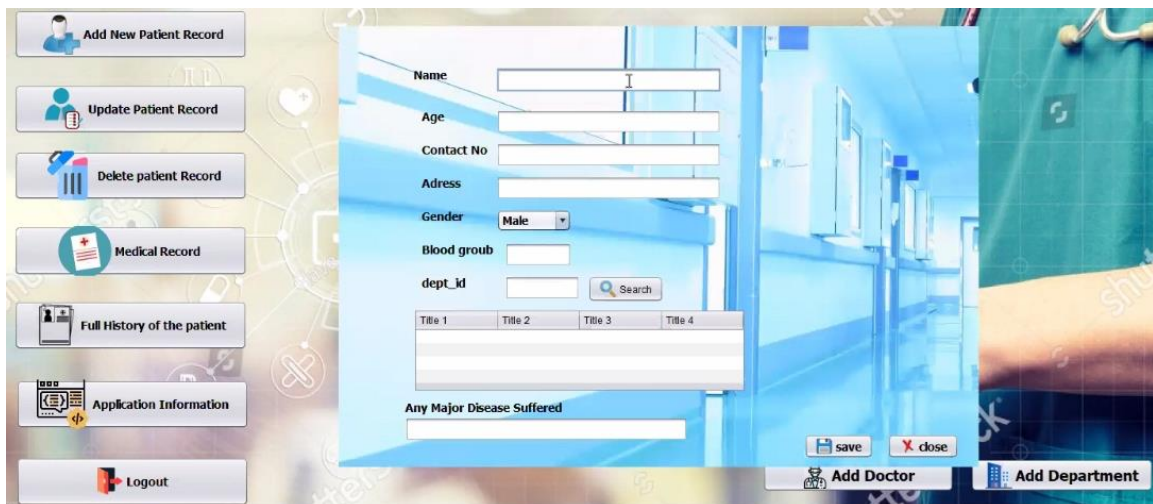 Add New Patient Record
Update Patient Record
Delete patient Record
Medical Record
Full History of the patient
Application Information
Logout
Name
Age
Contact No
Adress
Gender
Male
Blood groub
dept_id
Search
Title 1 Title 2 Title 3 Title 4
Any Major Disease Suffered
save
close
Add Doctor
Add Department